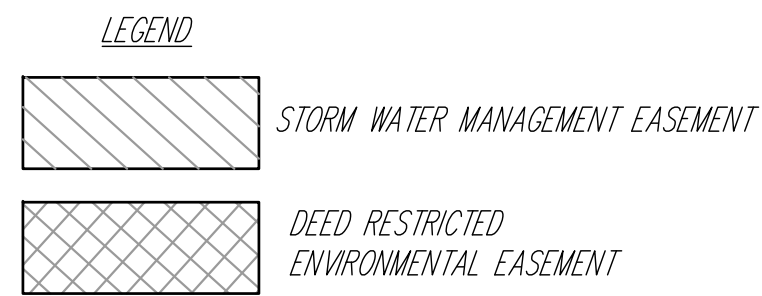 LEGEND
STORM WATER MANAGEMENT EASEMENT
DEED RESTRICTED
ENVIRONMENTAL EASEMENT